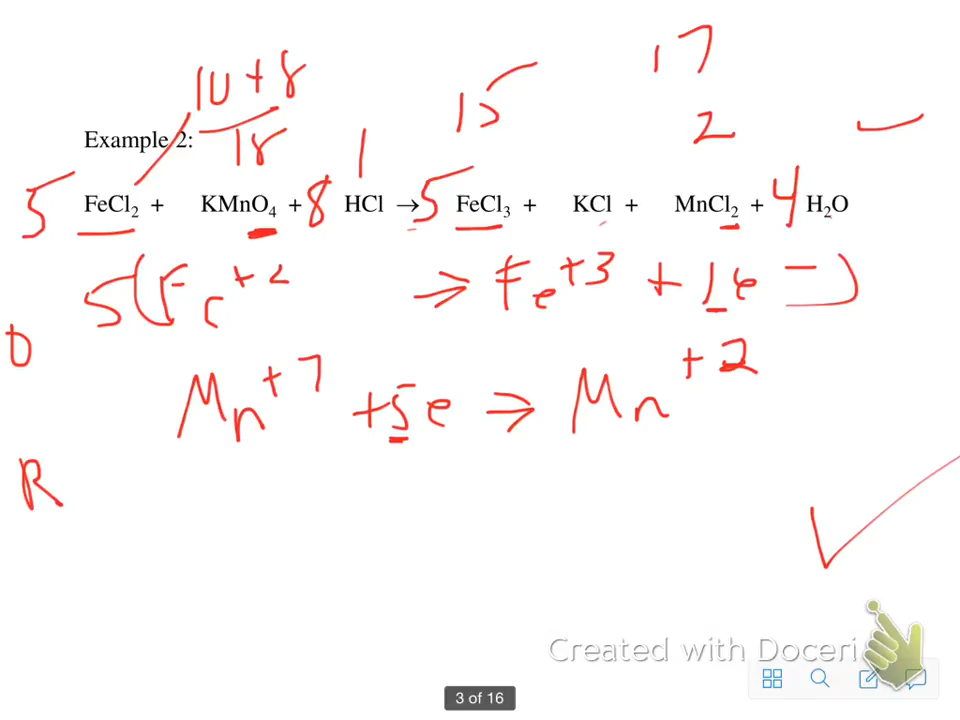 17
10 + 8
15
Example 2: 18 1 2
5 FeCl₂ + KMnO₄ + 8 HCl → 5 FeCl₃ + KCl + MnCl₂ + 4 H₂O
5(Fe⁺² ⇒ Fe⁺³ + 1e⁻)
O
Mn⁺⁷ + 5e ⇒ Mn⁺²
R
Created with Doceri
3 of 16